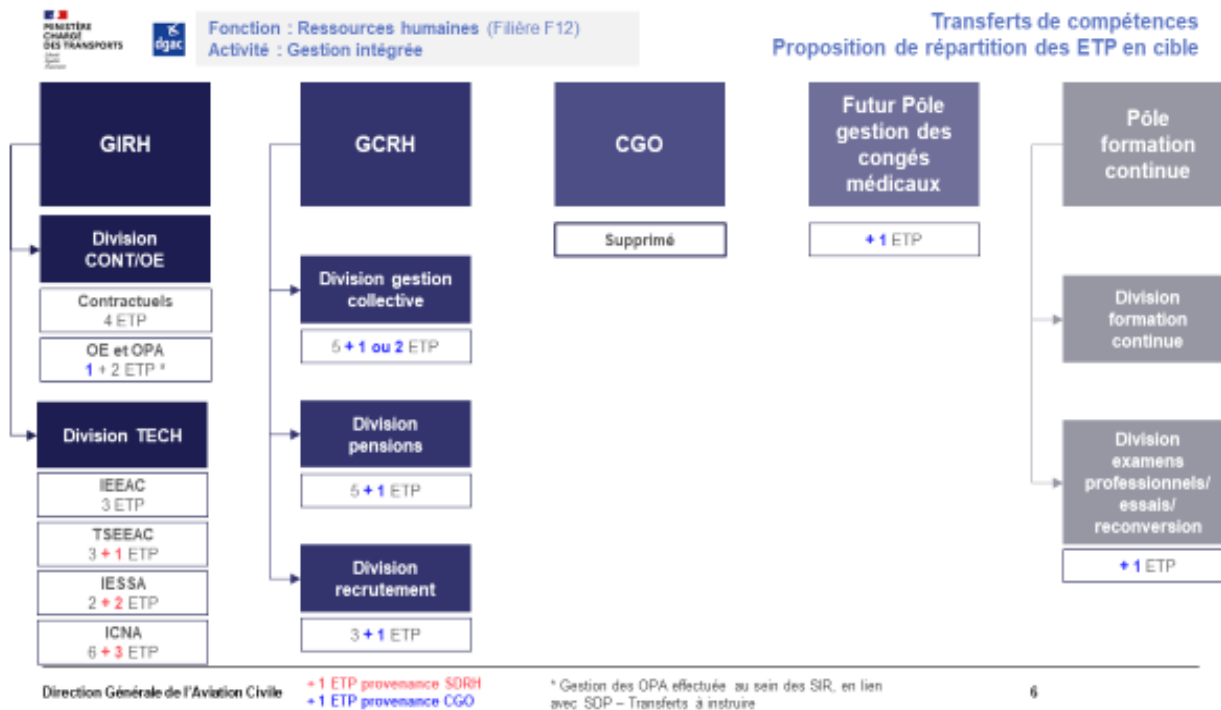 MINISTÈRE
CHARGÉ
DES TRANSPORTS
dgac
Fonction : Ressources humaines (Filière F12)
Activité : Gestion intégrée
Transferts de compétences
Proposition de répartition des ETP en cible
GIRH
Division
CONT/OE
Contractuels
4 ETP
OE et OPA
1 + 2 ETP *
Division TECH
IEEAC
3 ETP
TSEEAC
3 + 1 ETP
IESSA
2 + 2 ETP
ICNA
6 + 3 ETP
GCRH
Division gestion
collective
5 + 1 ou 2 ETP
Division
pensions
5 + 1 ETP
Division
recrutement
3 + 1 ETP
CGO
Supprimé
Futur Pôle
gestion des
congés
médicaux
+ 1 ETP
Pôle
formation
continue
Division
formation
continue
Division
examens
professionnels/
essais/
reconversion
+ 1 ETP
Direction Générale de l'Aviation Civile
+ 1 ETP provenance SDRH
+ 1 ETP provenance CGO
* Gestion des OPA effectuée au sein des SIR, en lien
avec SDP – Transferts à instruire
6